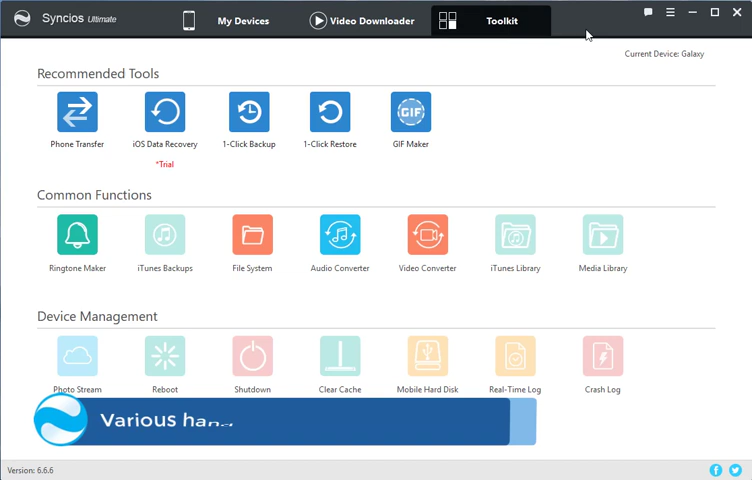 Syncios Ultimate
My Devices
Video Downloader
Toolkit
Current Device: Galaxy
Recommended Tools
GIF
Phone Transfer
iOS Data Recovery
1-Click Backup
1-Click Restore
GIF Maker
*Trial
Common Functions
Ringtone Maker
iTunes Backups
File System
Audio Converter
Video Converter
iTunes Library
Media Library
Device Management
Photo Stream
Reboot
Shutdown
Clear Cache
Mobile Hard Disk
Real-Time Log
Crash Log
Various
Version: 6.6.6